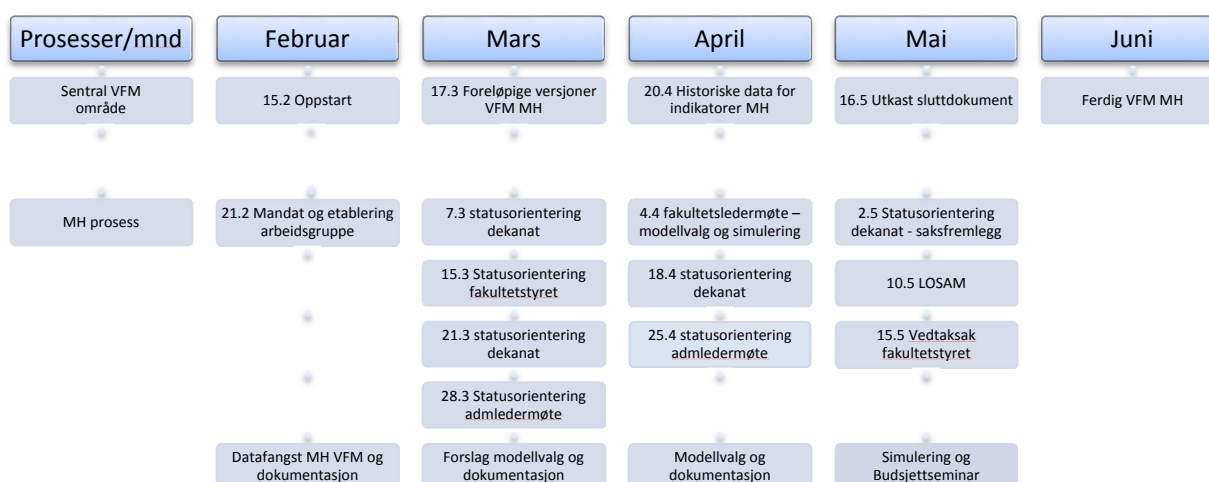 Prosesser/mnd
Februar
Mars
April
Mai
Juni
Sentral VFM
område
15.2 Oppstart
17.3 Foreløpige versjoner
VFM MH
20.4 Historiske data for
indikatorer MH
16.5 Utkast sluttdokument
Ferdig VFM MH
MH prosess
21.2 Mandat og etablering
arbeidsgruppe
7.3 statusorientering
dekanat
4.4 fakultetsledermøte –
modellvalg og simulering
2.5 Statusorientering
dekanat - saksfremlegg
15.3 Statusorientering
fakultetstyret
18.4 statusorientering
dekanat
10.5 LOSAM
21.3 statusorientering
dekanat
25.4 statusorientering
admledermøte
15.5 Vedtaksak
fakultetstyret
28.3 Statusorientering
admledermøte
Datafangst MH VFM og
dokumentasjon
Forslag modellvalg og
dokumentasjon
Modellvalg og
dokumentasjon
Simulering og
Budsjettseminar